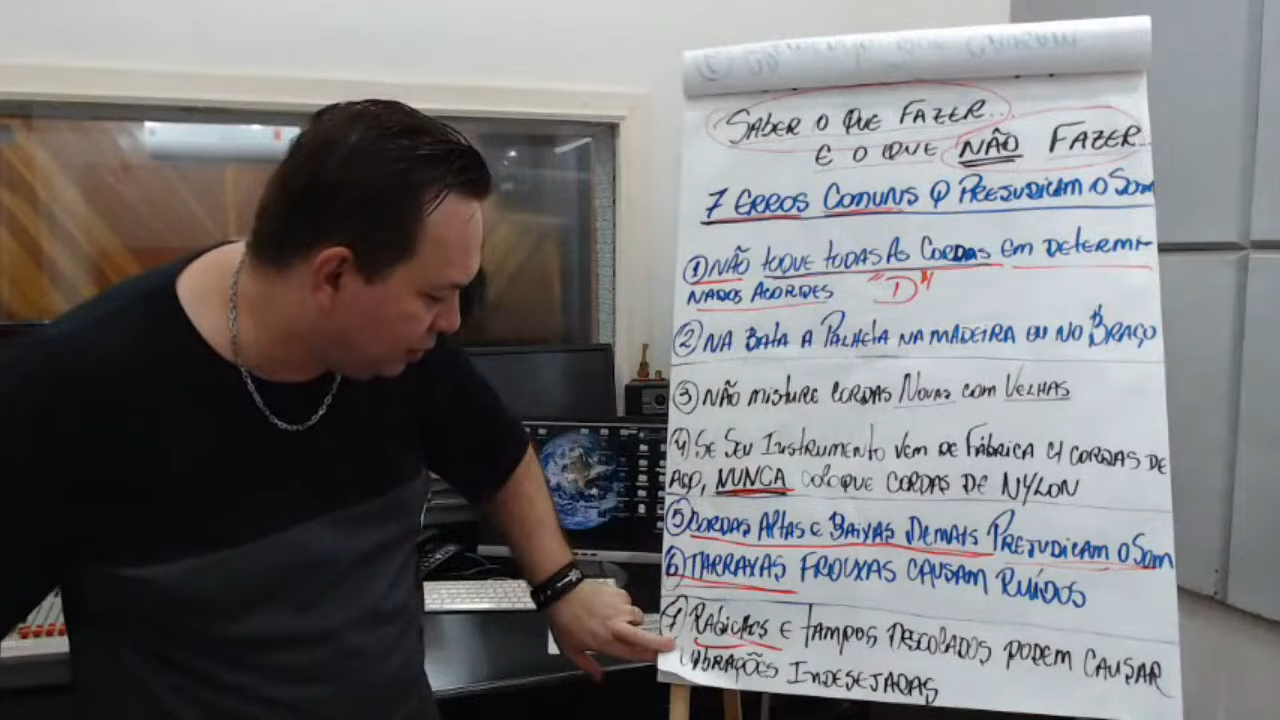 SABER O QUE FAZER...
E O QUE NÃO FAZER...
7 ERROS COMUNS Q PREJUDICAM O SOM
① NÃO TOQUE TODAS AS CORDAS EM DETERMI-
NADOS ACORDES "D"
② NA BATA A PALHETA NA MADEIRA OU NO BRAÇO
③ NÃO MISTURE CORDAS NOVAS COM VELHAS
④ SE SEU INSTRUMENTO VEM DE FÁBRICA C/ CORDAS DE
AÇO, NUNCA COLOQUE CORDAS DE NYLON
⑤ CORDAS ALTAS E BAIXAS DEMAIS PREJUDICAM O SOM
⑥ TARRAXAS FROUXAS CAUSAM RUÍDOS
⑦ E TAMPOS DESCOLADOS PODEM CAUSAR
VIBRAÇÕES INDESEJADAS